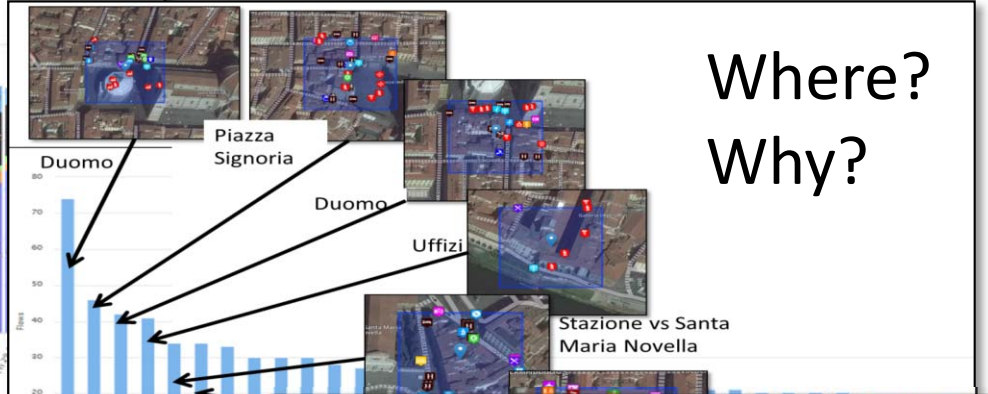 Where?
Why?
Piazza
Signoria
Duomo
Duomo
Uffizi
Stazione vs Santa
Maria Novella
80
70
60
50
40
30
20
Flows